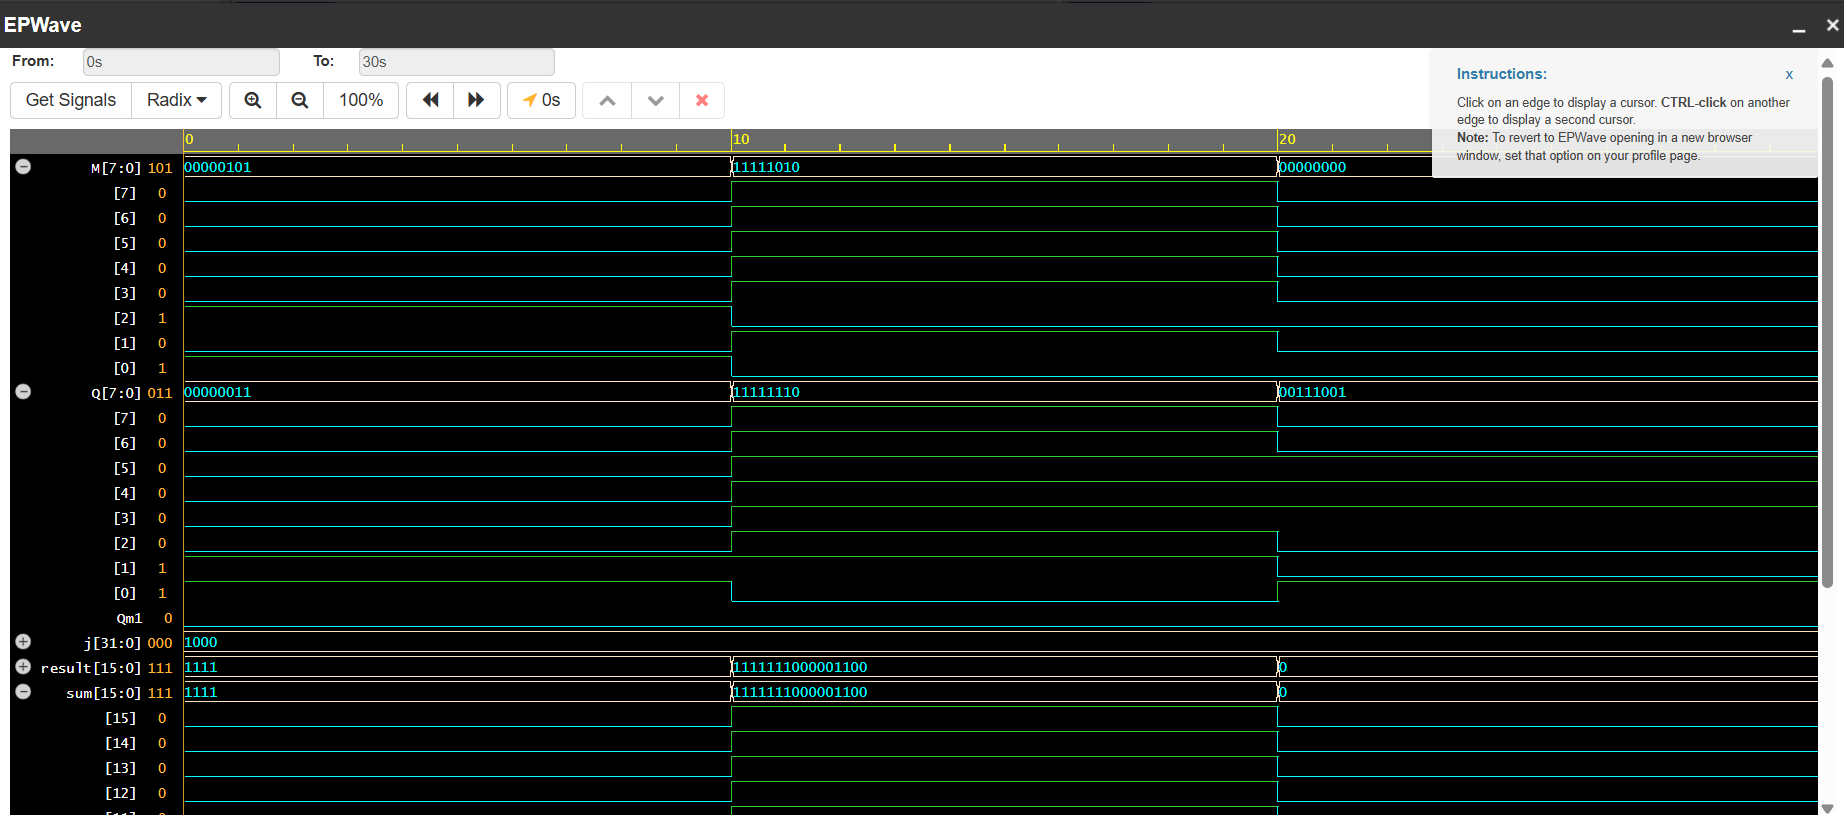 EPWave
From: 0s To: 30s
Get Signals Radix 100% 0s
Instructions: x
Click on an edge to display a cursor. CTRL-click on another
edge to display a second cursor.
Note: To revert to EPWave opening in a new browser
window, set that option on your profile page.
0 10 20
M[7:0] 101 00000101 11111010 00000000
[7] 0
[6] 0
[5] 0
[4] 0
[3] 0
[2] 1
[1] 0
[0] 1
Q[7:0] 011 00000011 11111110 00111001
[7] 0
[6] 0
[5] 0
[4] 0
[3] 0
[2] 0
[1] 1
[0] 1
Qm1 0
j[31:0] 000 1000
result[15:0] 111 1111 1111111000001100 0
sum[15:0] 111 1111 1111111000001100 0
[15] 0
[14] 0
[13] 0
[12] 0